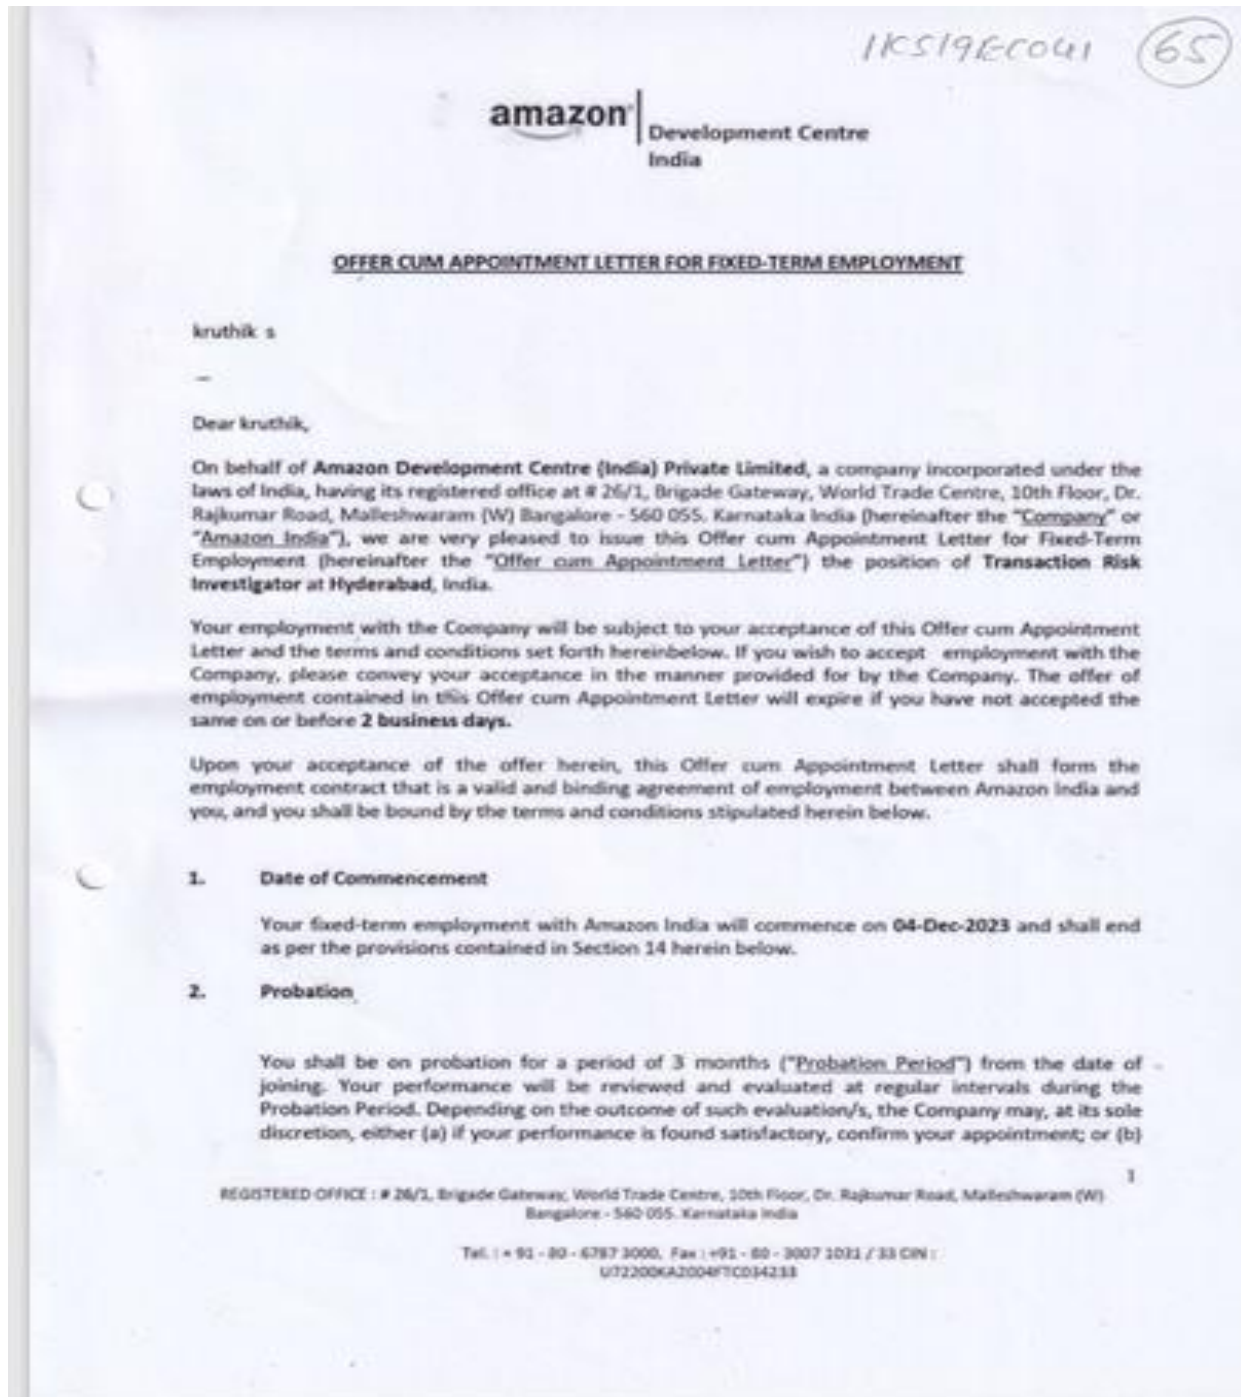 1KS19EC041 65
amazon
Development Centre
India
OFFER CUM APPOINTMENT LETTER FOR FIXED-TERM EMPLOYMENT
kruthik s
_
Dear kruthik,
On behalf of Amazon Development Centre (India) Private Limited, a company incorporated under the
laws of India, having its registered office at # 26/1, Brigade Gateway, World Trade Centre, 10th Floor, Dr.
Rajkumar Road, Malleshwaram (W) Bangalore - 560 055. Karnataka India (hereinafter the "Company" or
"Amazon India"), we are very pleased to issue this Offer cum Appointment Letter for Fixed-Term
Employment (hereinafter the "Offer cum Appointment Letter") the position of Transaction Risk
Investigator at Hyderabad, India.
Your employment with the Company will be subject to your acceptance of this Offer cum Appointment
Letter and the terms and conditions set forth hereinbelow. If you wish to accept employment with the
Company, please convey your acceptance in the manner provided for by the Company. The offer of
employment contained in this Offer cum Appointment Letter will expire if you have not accepted the
same on or before 2 business days.
Upon your acceptance of the offer herein, this Offer cum Appointment Letter shall form the
employment contract that is a valid and binding agreement of employment between Amazon India and
you, and you shall be bound by the terms and conditions stipulated herein below.
1. Date of Commencement
Your fixed-term employment with Amazon India will commence on 04-Dec-2023 and shall end
as per the provisions contained in Section 14 herein below.
2. Probation
You shall be on probation for a period of 3 months ("Probation Period") from the date of
joining. Your performance will be reviewed and evaluated at regular intervals during the
Probation Period. Depending on the outcome of such evaluation/s, the Company may, at its sole
discretion, either (a) if your performance is found satisfactory, confirm your appointment; or (b)
1
REGISTERED OFFICE : # 26/1, Brigade Gateway, World Trade Centre, 10th Floor, Dr. Rajkumar Road, Malleshwaram (W)
Bangalore - 560 055. Karnataka India
Tel. : + 91 - 80 - 6787 3000, Fax : +91 - 80 - 3007 1031 / 33 CIN :
U72200KA2004FTC034233